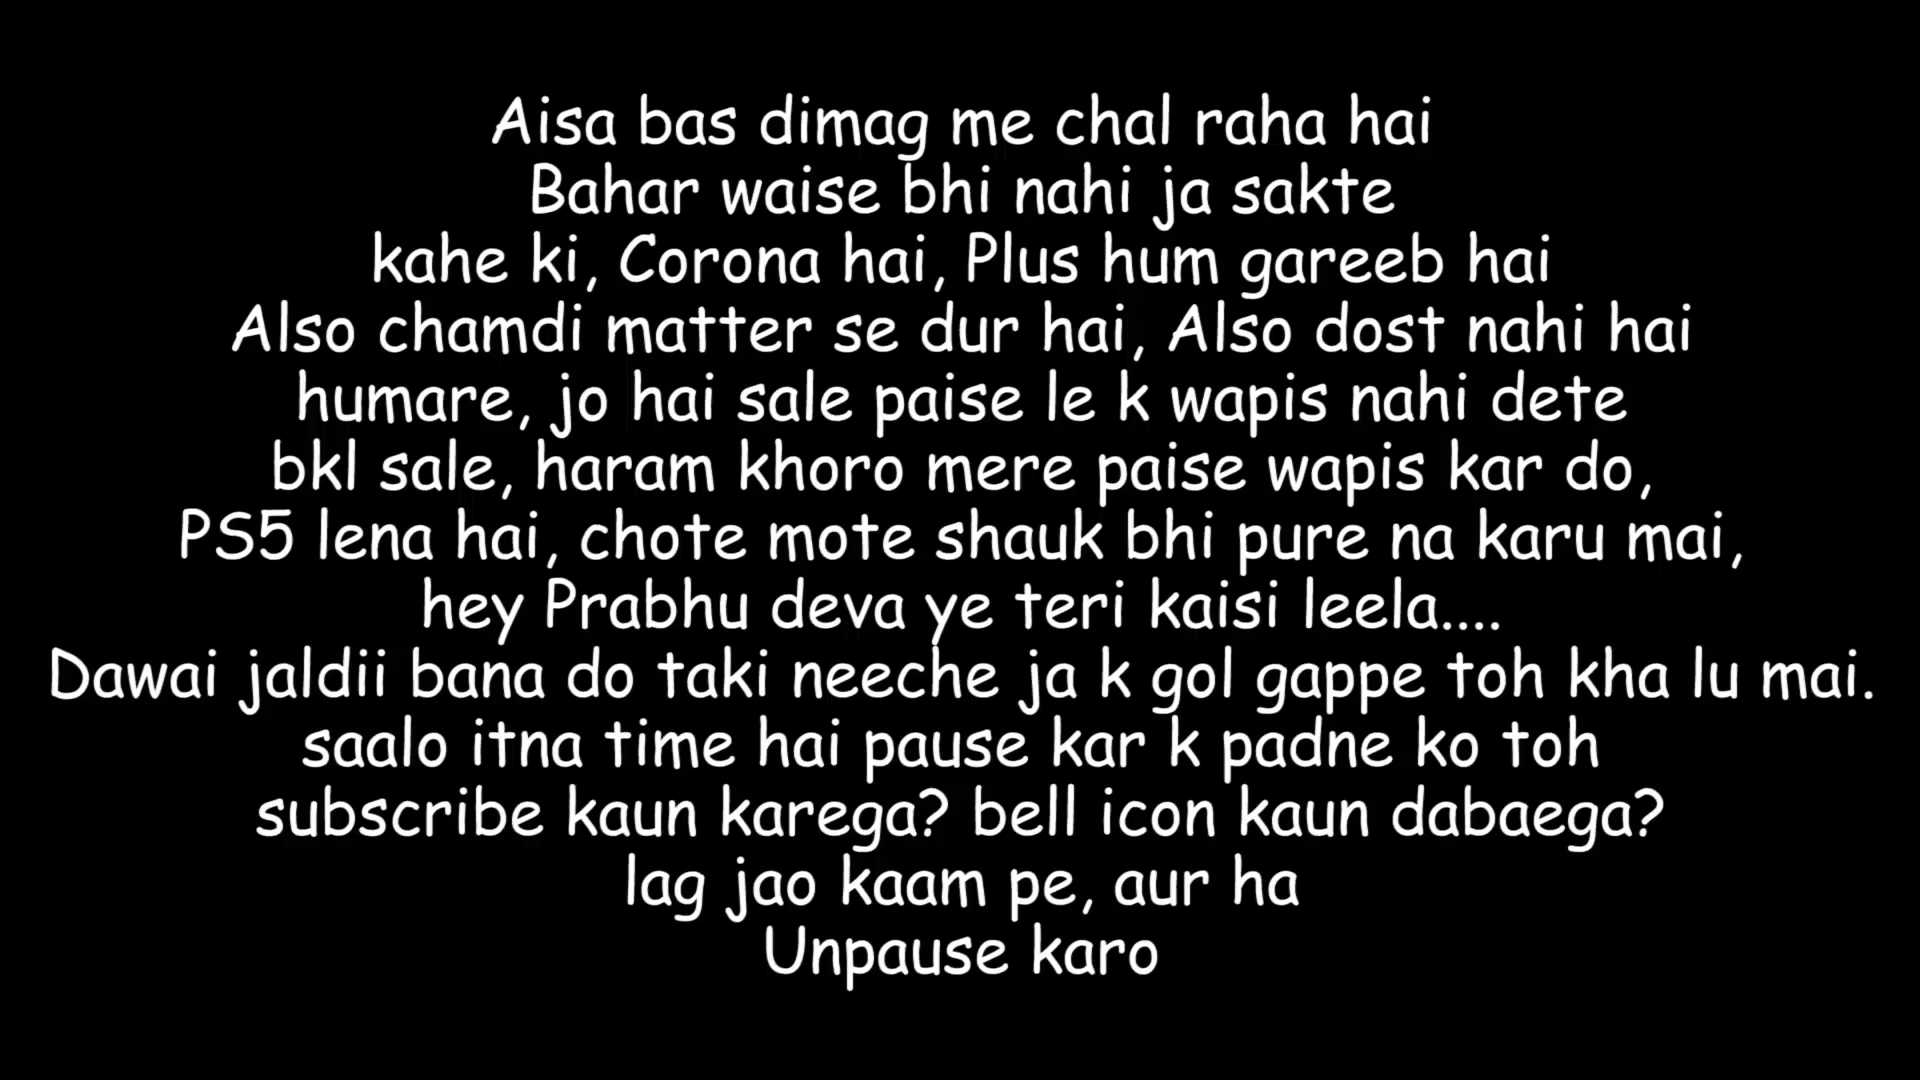 Aisa bas dimag me chal raha hai
Bahar waise bhi nahi ja sakte
kahe ki, Corona hai, Plus hum gareeb hai
Also chamdi matter se dur hai, Also dost nahi hai
humare, jo hai sale paise le k wapis nahi dete
bkl sale, haram khoro mere paise wapis kar do,
PS5 lena hai, chote mote shauk bhi pure na karu mai,
hey Prabhu deva ye teri kaisi leela....
Dawai jaldii bana do taki neeche ja k gol gappe toh kha lu mai.
saalo itna time hai pause kar k padne ko toh
subscribe kaun karega? bell icon kaun dabaega?
lag jao kaam pe, aur ha
Unpause karo